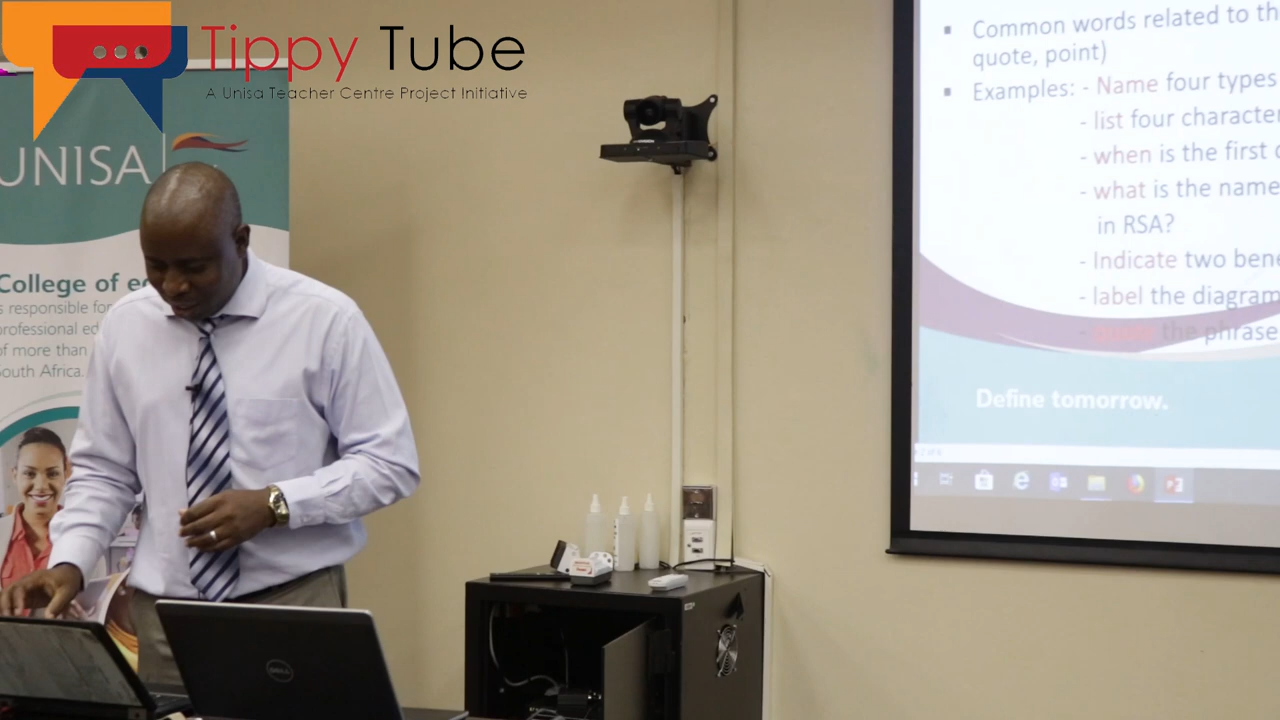 Tippy Tube
A Unisa Teacher Centre Project Initiative
UNISA
College of e
s responsible for
professional ed
of more than
South Africa.
DELL
▪ Common words related to th
quote, point)
▪ Examples: - Name four types
- list four character
- when is the first
- what is the name
in RSA?
- Indicate two bene
- label the diagram
- quote the phrase
Define tomorrow.